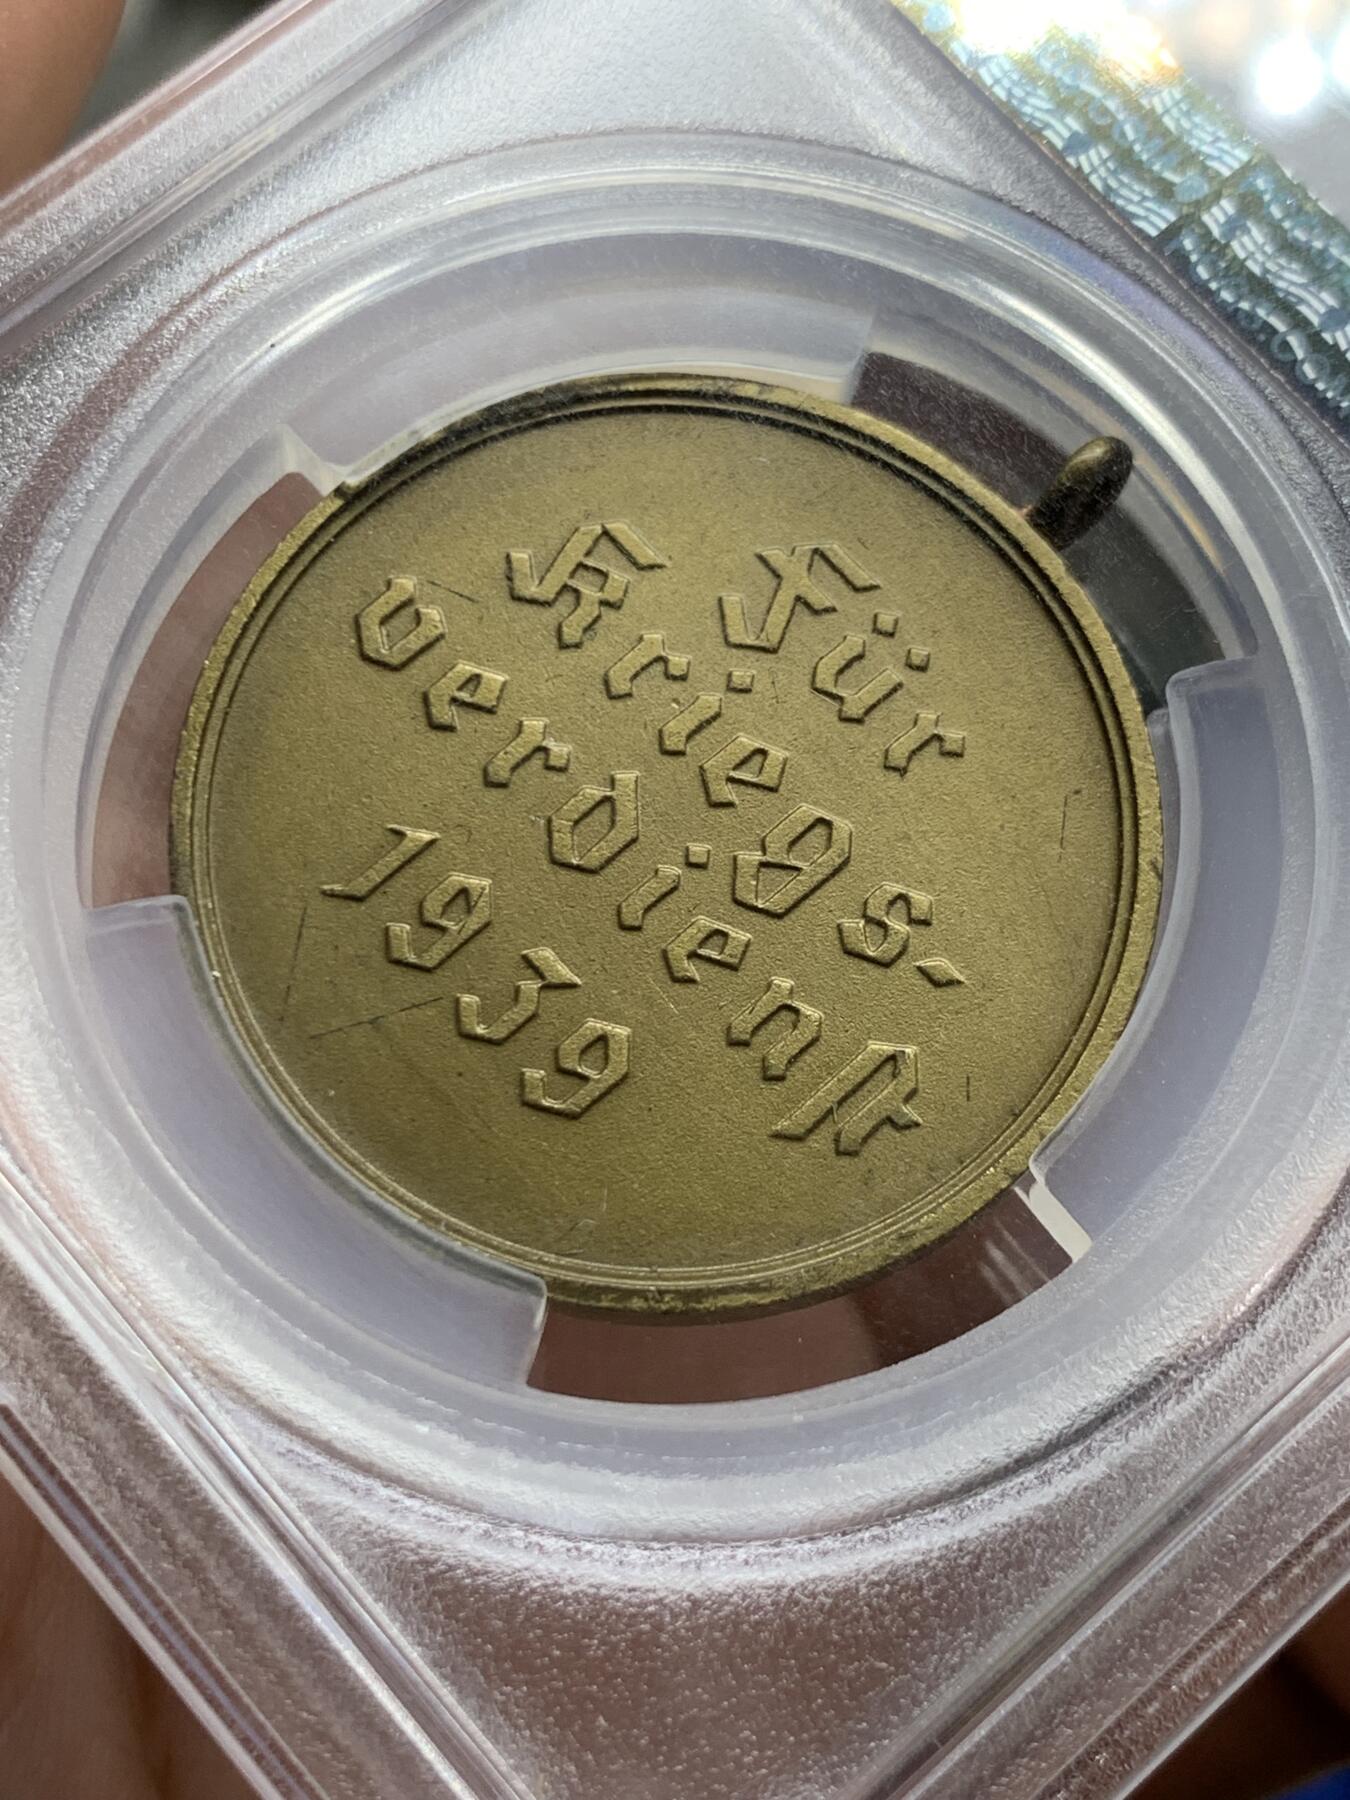 Für
Kriegs-
verdienst
1939